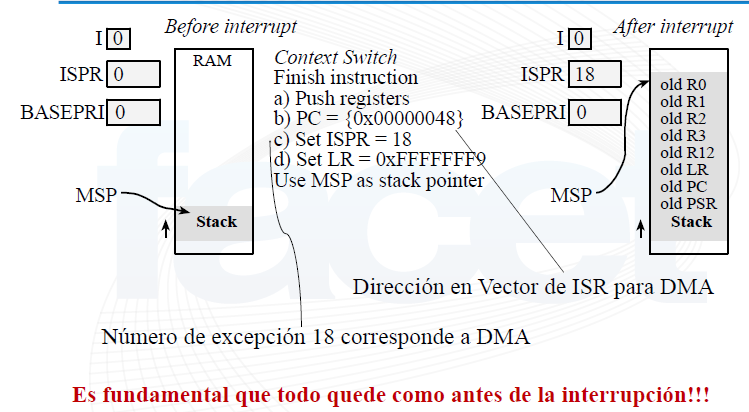 Before interrupt
I 0
ISPR 0
BASEPRI 0
MSP
RAM
Stack
Context Switch
Finish instruction
a) Push registers
b) PC = {0x00000048}
c) Set ISPR = 18
d) Set LR = 0xFFFFFFF9
Use MSP as stack pointer
After interrupt
I 0
ISPR 18
BASEPRI 0
MSP
old R0
old R1
old R2
old R3
old R12
old LR
old PC
old PSR
Stack
Dirección en Vector de ISR para DMA
Número de excepción 18 corresponde a DMA
Es fundamental que todo quede como antes de la interrupción!!!
facet